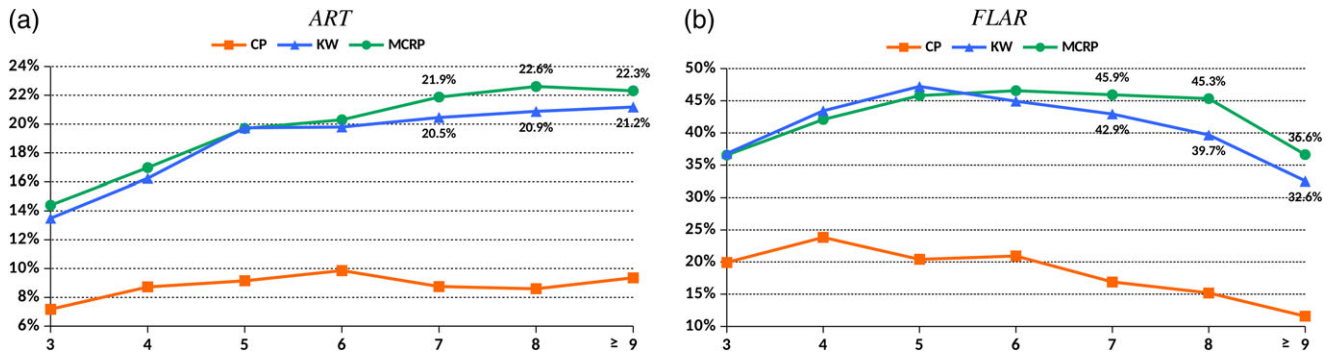 (a) ART
CP KW MCRP
24%
22%
20%
18%
16%
14%
12%
10%
8%
6%
21.9% 22.6% 22.3%
20.5% 20.9% 21.2%
3 4 5 6 7 8 ≥ 9
(b) FLAR
CP KW MCRP
50%
45%
40%
35%
30%
25%
20%
15%
10%
45.9% 45.3% 36.6%
42.9% 39.7% 32.6%
3 4 5 6 7 8 ≥ 9